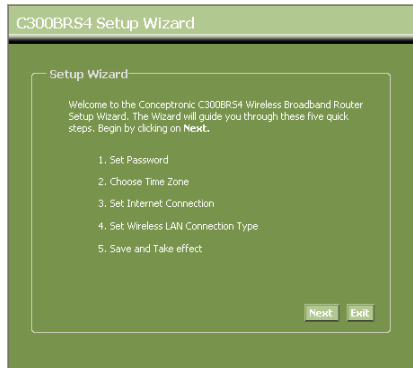 C300BRS4 Setup Wizard
Setup Wizard
Welcome to the Conceptronic C300BRS4 Wireless Broadband Router
Setup Wizard. The Wizard will guide you through these five quick
steps. Begin by clicking on Next.
1. Set Password
2. Choose Time Zone
3. Set Internet Connection
4. Set Wireless LAN Connection Type
5. Save and Take effect
Next Exit